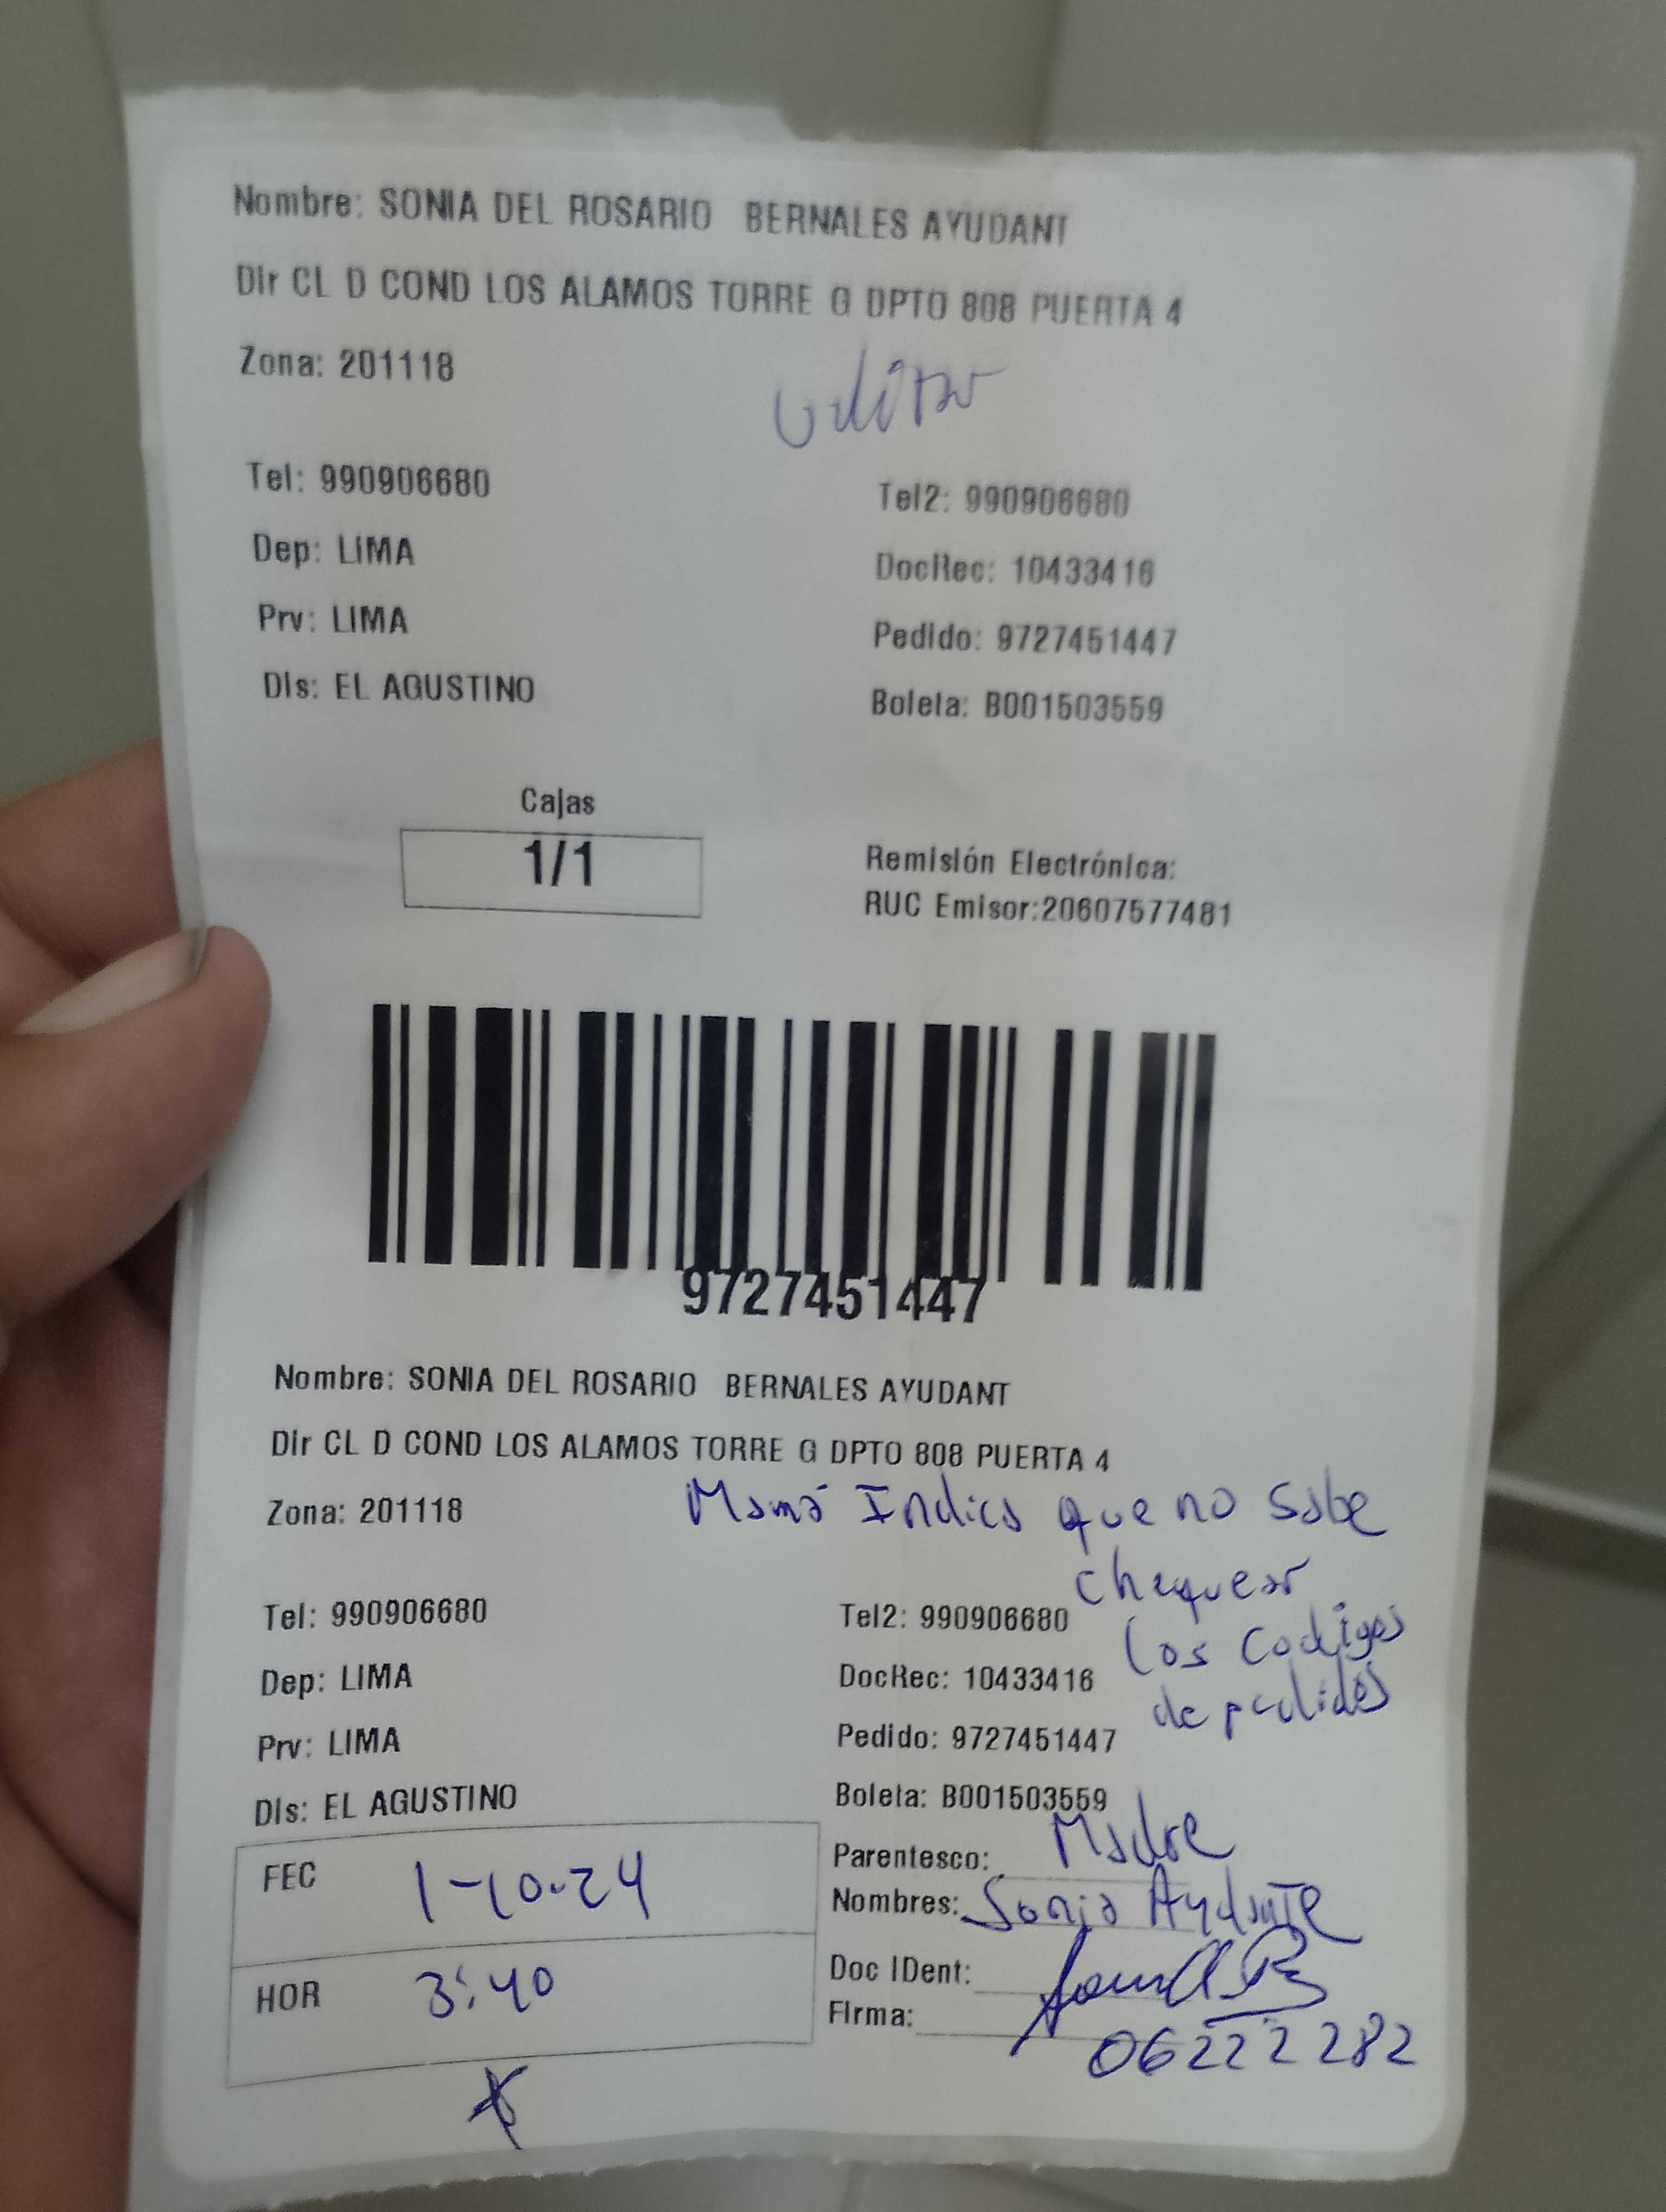 Nombre: SONIA DEL ROSARIO BERNALES AYUDANT
Dir CL D COND LOS ALAMOS TORRE G DPTO 808 PUERTA 4
Zona: 201118
Tel: 990906680 Tel2: 990906680
Dep: LIMA DocRec: 10433416
Prv: LIMA Pedido: 9727451447
Dis: EL AGUSTINO Boleta: B001503559
Cajas
1/1
Remisión Electrónica:
RUC Emisor:20607577481
9727451447
Nombre: SONIA DEL ROSARIO BERNALES AYUDANT
Dir CL D COND LOS ALAMOS TORRE G DPTO 808 PUERTA 4
Zona: 201118 Mamá Indica que no sabe
chequear
Tel: 990906680 Tel2: 990906680 los codigos
Dep: LIMA DocRec: 10433416 de pedidos
Prv: LIMA Pedido: 9727451447
Dis: EL AGUSTINO Boleta: B001503559
FEC 1-10-24 Parentesco: Madre
Nombres: Sonia Ayudante
HOR 3:40 Doc IDent:
Firma: 06222282